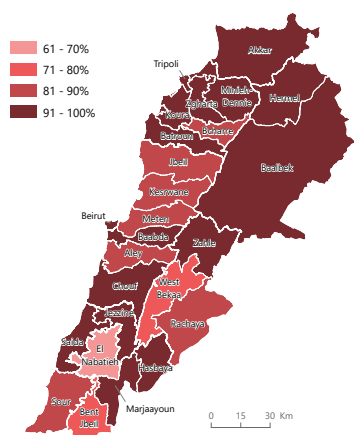 61 - 70%
71 - 80%
81 - 90%
91 - 100%
Akkar
Tripoli
Minieh-
Dennie
Hermel
Zgharta
Koura
Bcharre
Batroun
Jbeil
Baalbek
Kesrwane
Beirut
Meten
Baabda
Zahle
Aley
Chouf
West
Bekaa
Jezzine
Rachaya
Saida
El
Nabatieh
Hasbaya
Sour
Bent
Jbeil
Marjaayoun
0 15 30 Km